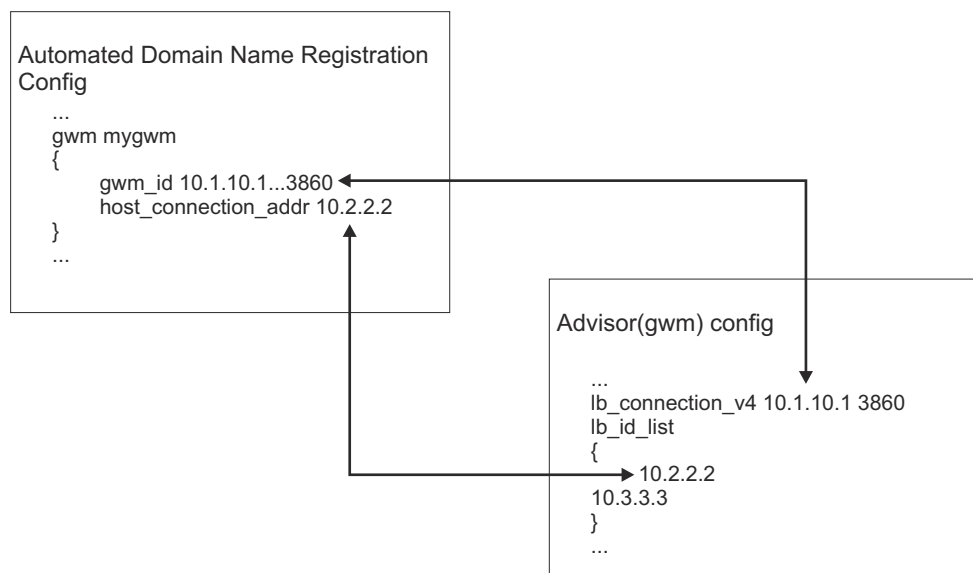 Automated Domain Name Registration
Config
...
gwm mygwm
{
gwm_id 10.1.10.1...3860
host_connection_addr 10.2.2.2
}
...
Advisor(gwm) config
...
lb_connection_v4 10.1.10.1 3860
lb_id_list
{
10.2.2.2
10.3.3.3
}
...